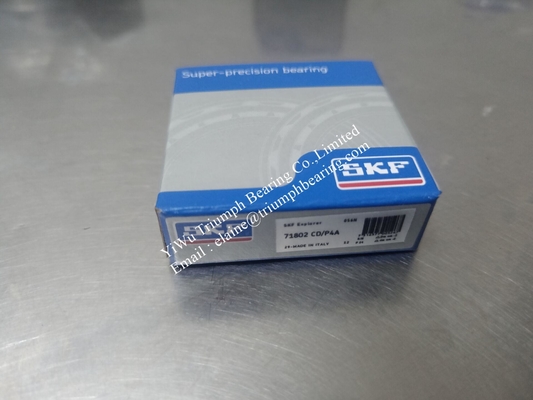 Super-precision bearing
SKF
YiWu Triumph Bearing Co.,Limited
Email : elaine@triumphbearing.com
SKF
SKF Explorer
71802 CD/P4A
MADE IN ITALY